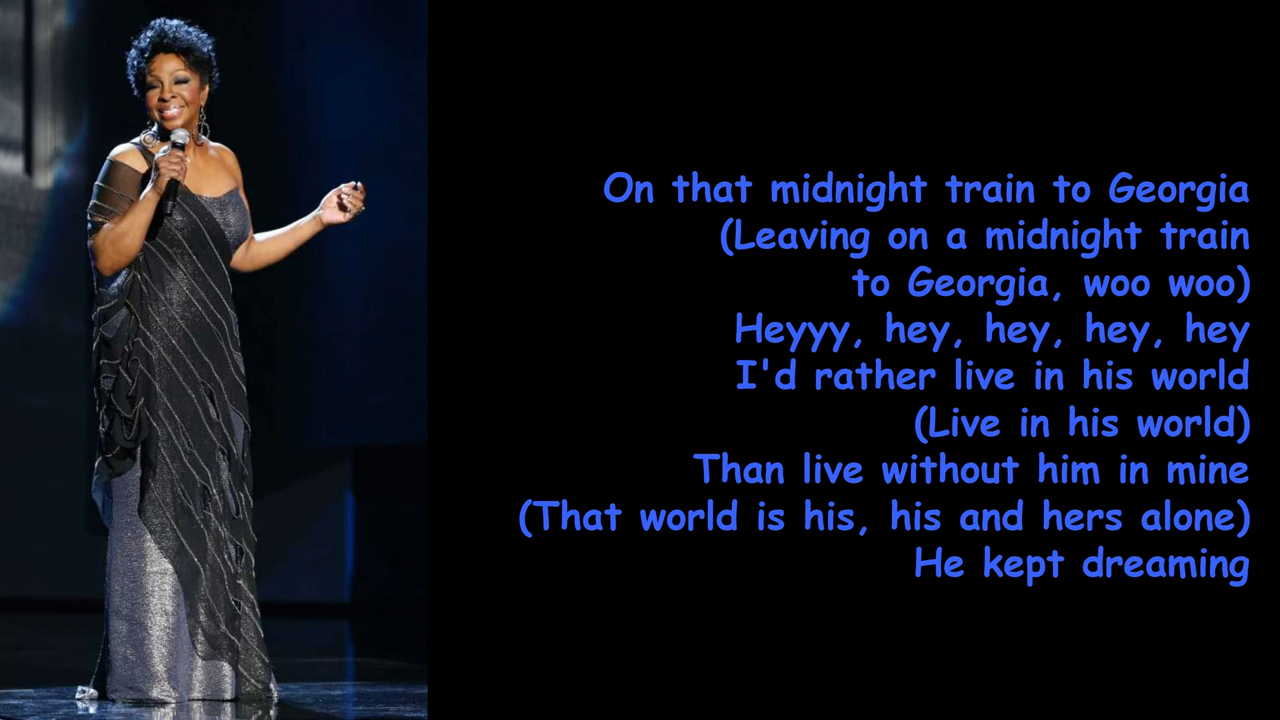 On that midnight train to Georgia
(Leaving on a midnight train
to Georgia, woo woo)
Heyyy, hey, hey, hey, hey
I'd rather live in his world
(Live in his world)
Than live without him in mine
(That world is his, his and hers alone)
He kept dreaming